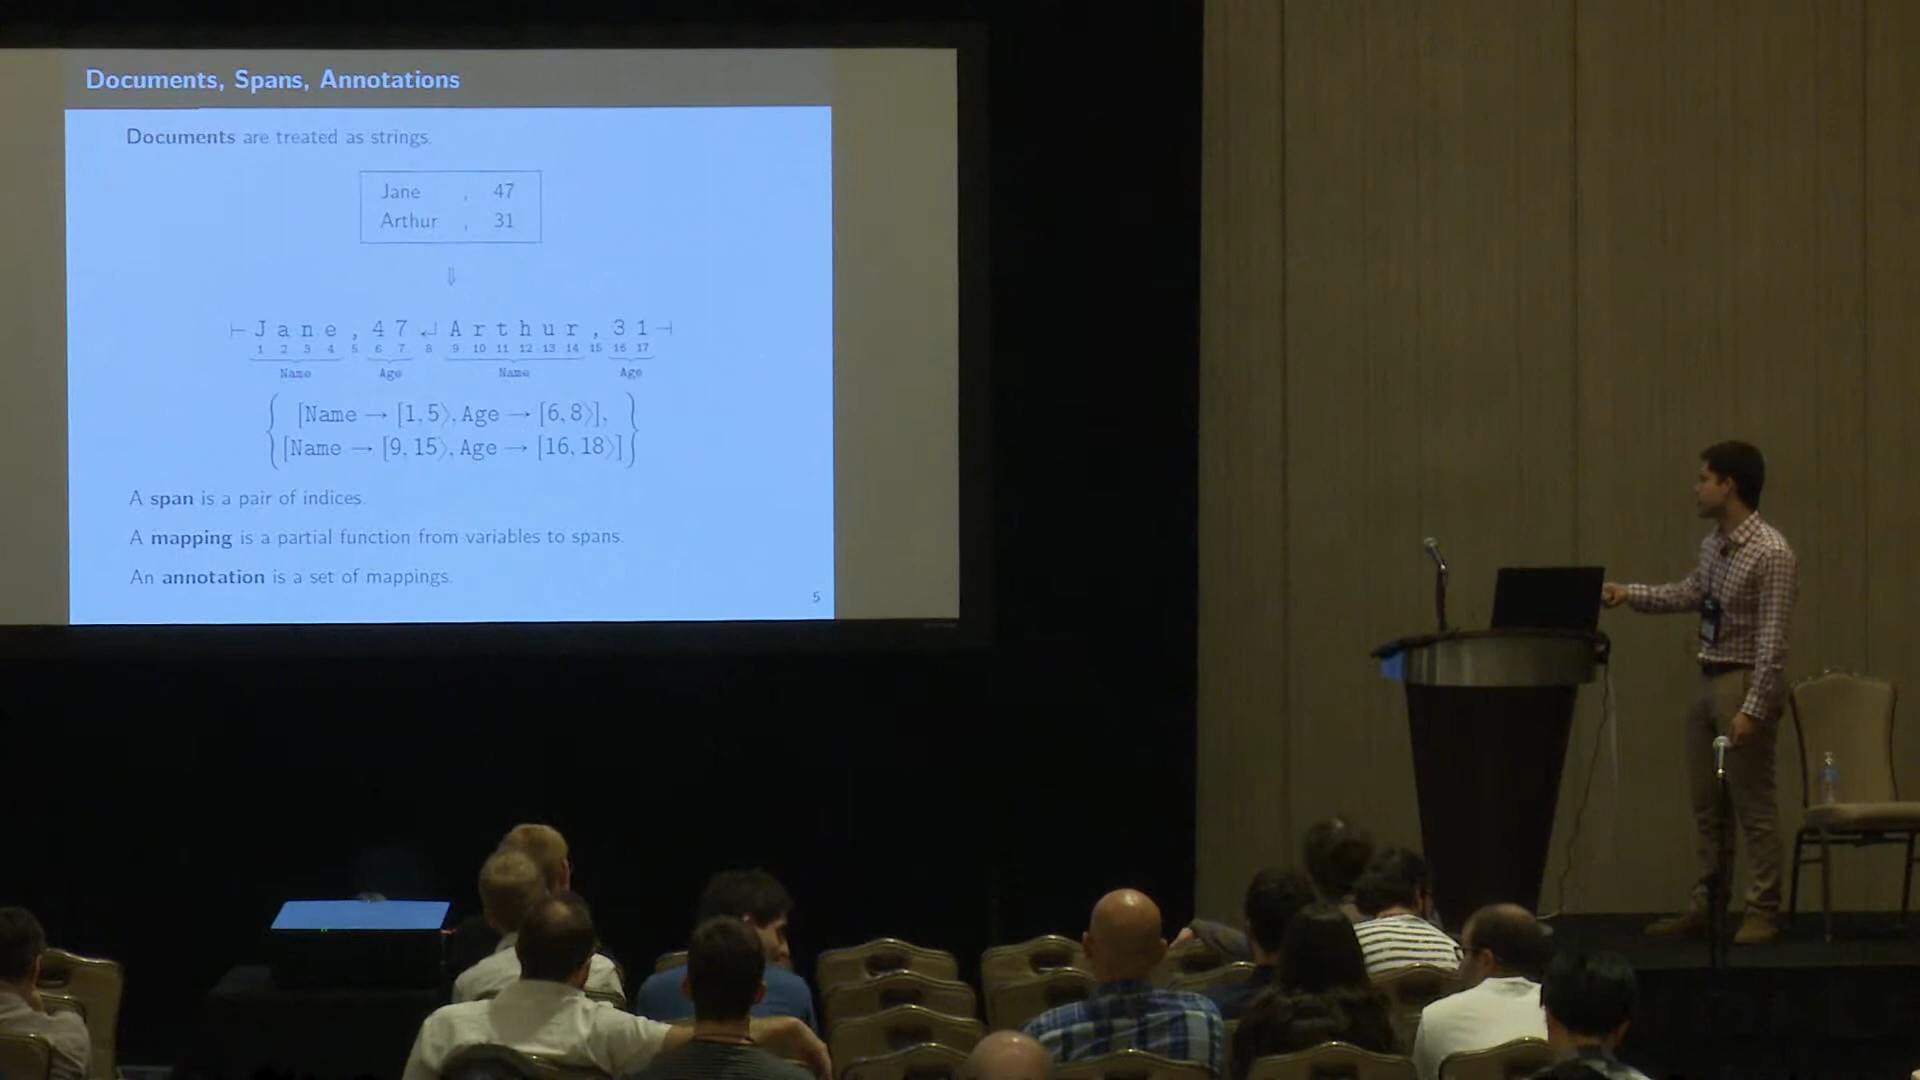 Documents, Spans, Annotations
Documents are treated as strings.
Jane , 47
Arthur , 31
⇓
⊢ J a n e , 4 7 ↵ A r t h u r , 3 1 ⊣
1 2 3 4 5 6 7 8 9 10 11 12 13 14 15 16 17
Name Age Name Age
{ [Name → [1, 5⟩, Age → [6, 8⟩],
[Name → [9, 15⟩, Age → [16, 18⟩] }
A span is a pair of indices.
A mapping is a partial function from variables to spans.
An annotation is a set of mappings.
5